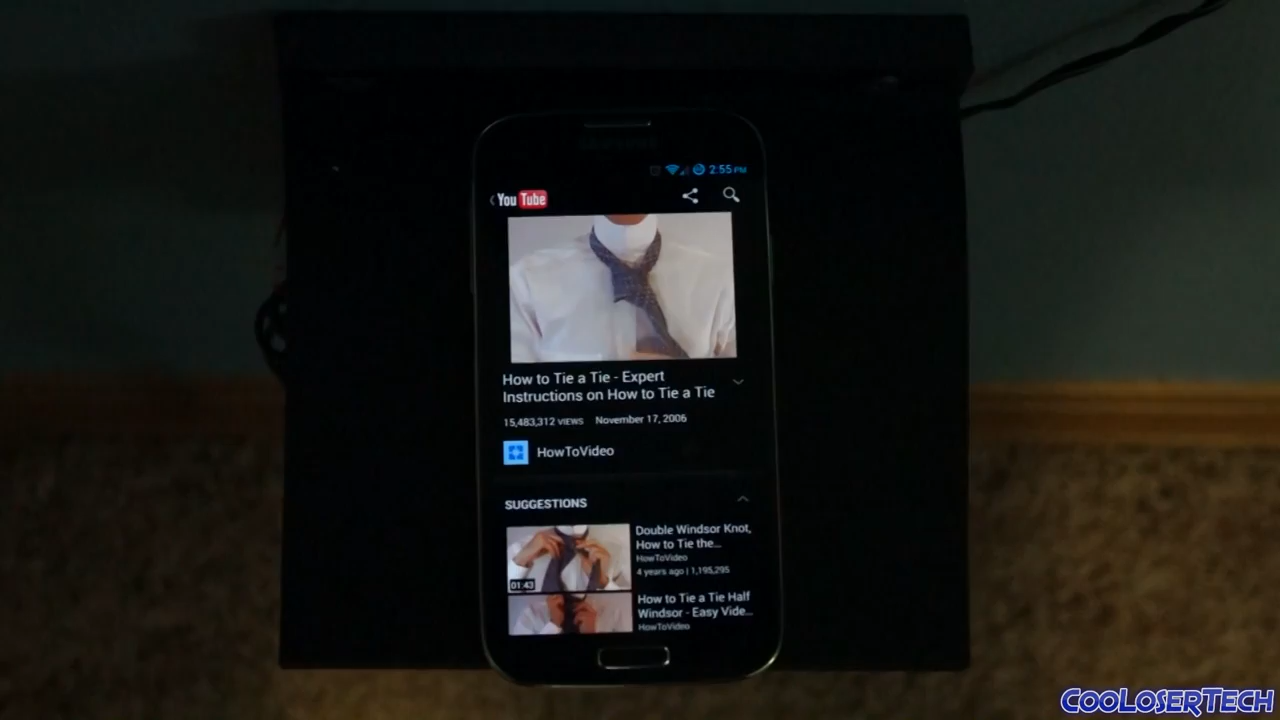 2:55 PM
YouTube
How to Tie a Tie - Expert
Instructions on How to Tie a Tie
15,483,312 VIEWS November 17, 2006
HowToVideo
SUGGESTIONS
Double Windsor Knot,
How to Tie the...
HowToVideo
4 years ago | 1,195,295
01:43
How to Tie a Tie Half
Windsor - Easy Vide...
HowToVideo
COOLOSERTECH